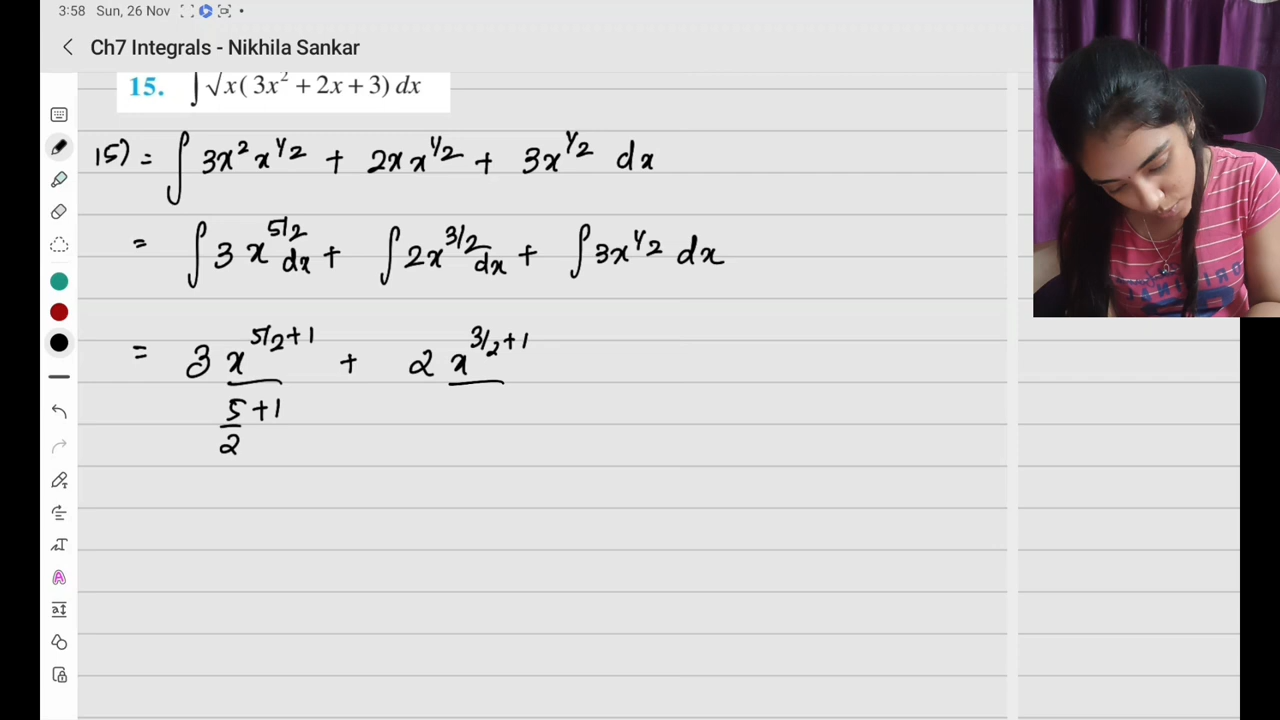 3:58 Sun, 26 Nov
Ch7 Integrals - Nikhila Sankar
15. ∫√x( 3x² + 2x + 3) dx
15) = ∫ 3x² x^1/2 + 2x x^1/2 + 3x^1/2 dx
= ∫ 3 x^5/2 dx + ∫ 2x^3/2 dx + ∫ 3x^1/2 dx
= 3 x^5/2+1 + 2 x^3/2+1
5/2 +1